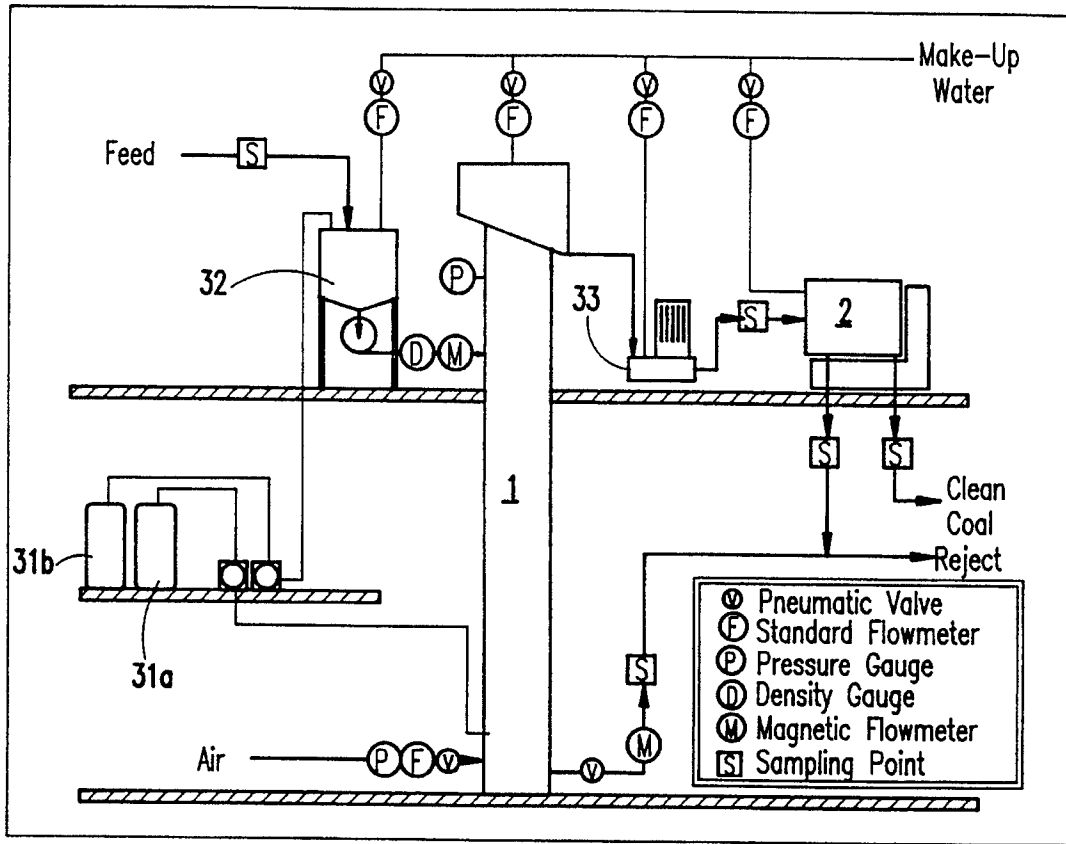 Make-Up
Water
V V V V
F F F F
Feed S
32
P
33
S 2
D M
S S
1
Clean
Coal
31b
Reject
31a
S
Air P F V
V M
V Pneumatic Valve
F Standard Flowmeter
P Pressure Gauge
D Density Gauge
M Magnetic Flowmeter
S Sampling Point